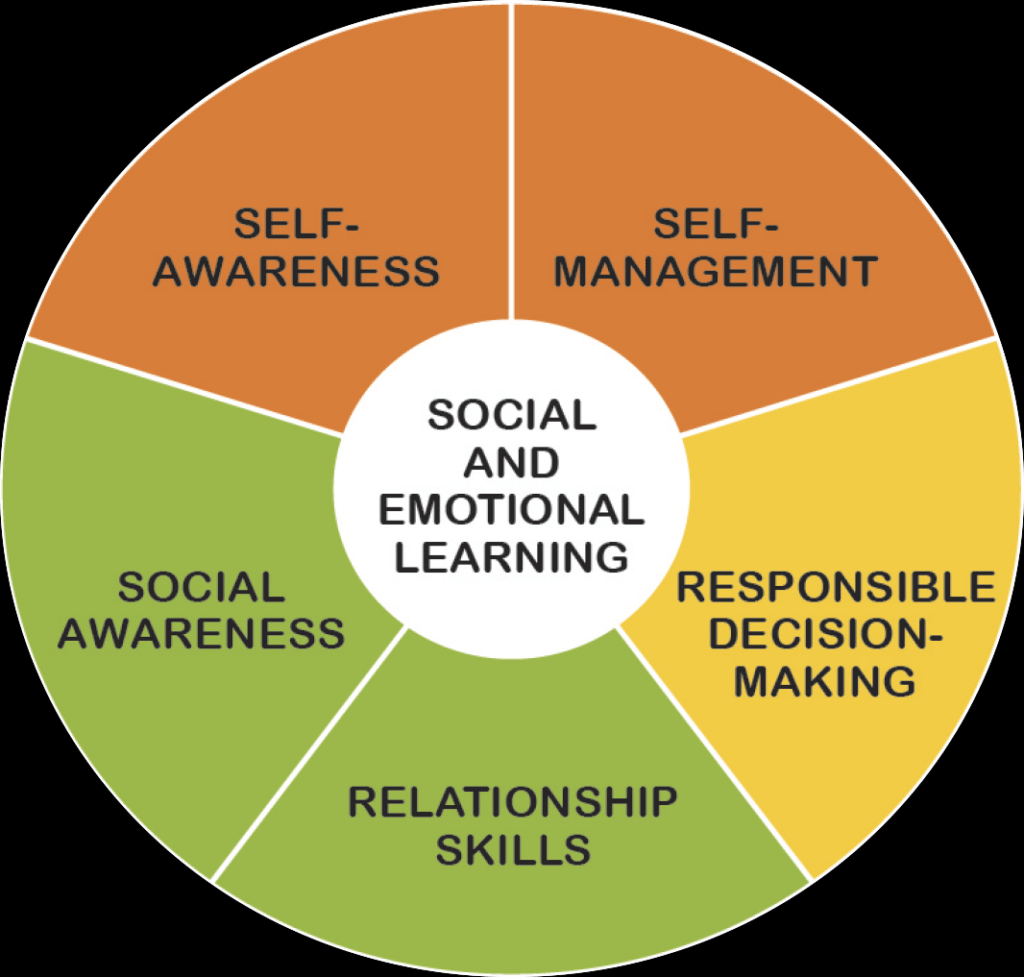 SELF-
AWARENESS
SELF-
MANAGEMENT
SOCIAL
AND
EMOTIONAL
LEARNING
SOCIAL
AWARENESS
RESPONSIBLE
DECISION-
MAKING
RELATIONSHIP
SKILLS